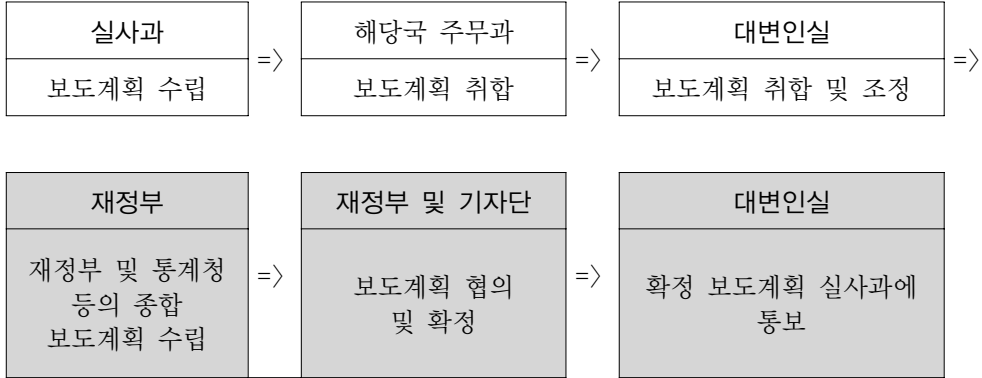 실사과 => 해당국 주무과 => 대변인실 =>
보도계획 수립 보도계획 취합 보도계획 취합 및 조정
재정부 재정부 및 기자단 대변인실
재정부 및 통계청
등의 종합
보도계획 수립
=>
보도계획 협의
및 확정
=>
확정 보도계획 실사과에
통보